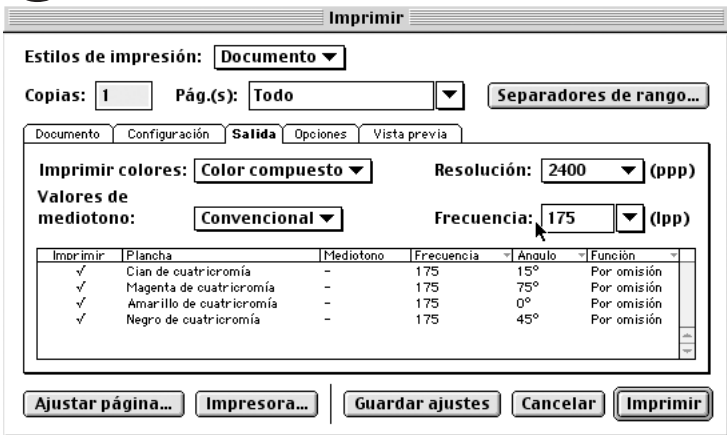 Imprimir
Estilos de impresión: Documento
Copias: 1 Pág.(s): Todo Separadores de rango...
Documento Configuración Salida Opciones Vista previa
Imprimir colores: Color compuesto Resolución: 2400 (ppp)
Valores de
mediotono: Convencional Frecuencia: 175 (lpp)
Imprimir Plancha Mediotono Frecuencia Angulo Función
√ Cian de cuatricromía – 175 15° Por omisión
√ Magenta de cuatricromía – 175 75° Por omisión
√ Amarillo de cuatricromía – 175 0° Por omisión
√ Negro de cuatricromía – 175 45° Por omisión
Ajustar página... Impresora... Guardar ajustes Cancelar Imprimir